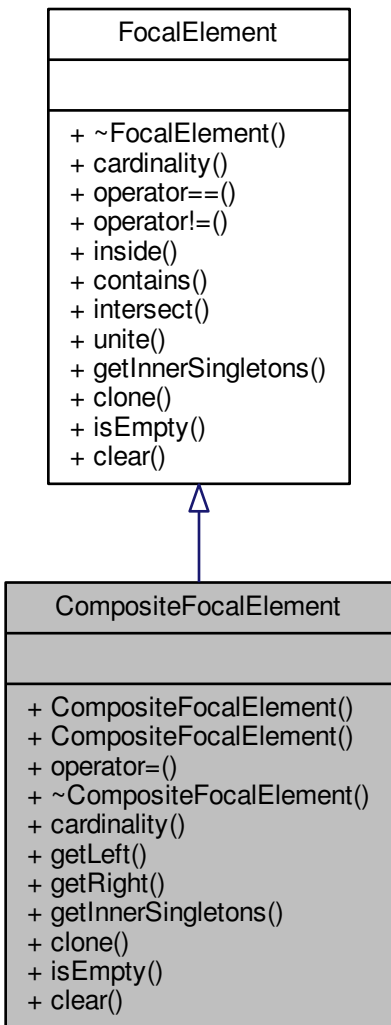 FocalElement
+ ~FocalElement()
+ cardinality()
+ operator==()
+ operator!=()
+ inside()
+ contains()
+ intersect()
+ unite()
+ getInnerSingletons()
+ clone()
+ isEmpty()
+ clear()
CompositeFocalElement
+ CompositeFocalElement()
+ CompositeFocalElement()
+ operator=()
+ ~CompositeFocalElement()
+ cardinality()
+ getLeft()
+ getRight()
+ getInnerSingletons()
+ clone()
+ isEmpty()
+ clear()